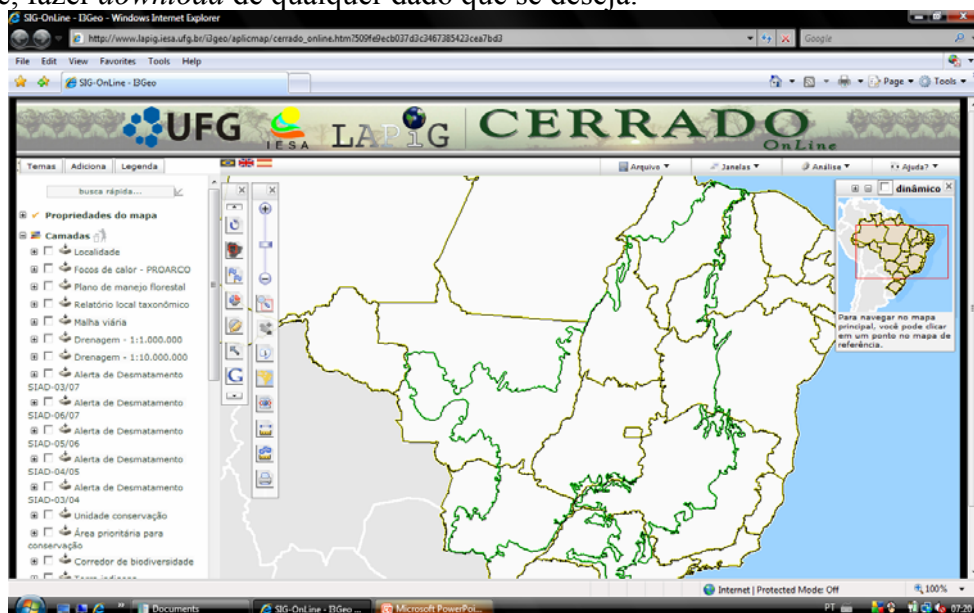 e, fazer download de qualquer dado que se deseja.
SIG-OnLine - I3Geo - Windows Internet Explorer
http://www.lapig.iesa.ufg.br/i3geo/aplicmap/cerrado_online.htm?509fe9ecb037d3c3467385423cea7bd3
Google
File Edit View Favorites Tools Help
SIG-OnLine - I3Geo
Page Tools
UFG IESA LAPIG CERRADO
OnLine
Temas Adiciona Legenda
Arquivo Janelas Análise Ajuda?
busca rápida...
dinâmico
Propriedades do mapa
Camadas
Localidade
Focos de calor - PROARCO
Plano de manejo florestal
Relatório local taxonômico
Malha viária
Drenagem - 1:1.000.000
Drenagem - 1:10.000.000
Alerta de Desmatamento
SIAD-03/07
Alerta de Desmatamento
SIAD-06/07
Alerta de Desmatamento
SIAD-05/06
Alerta de Desmatamento
SIAD-04/05
Alerta de Desmatamento
SIAD-03/04
Unidade conservação
Área priontária para
conservação
Corredor de biodiversidade
Terra indígena
G
Para navegar no mapa
principal, você pode clicar
em um ponto no mapa de
referência.
Internet | Protected Mode: Off
100%
Documents
SIG-OnLine - I3Geo ...
Microsoft PowerPoi...
PT
07:20